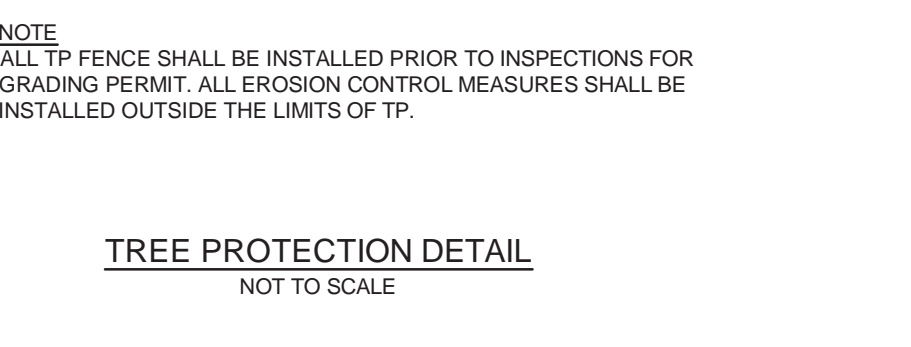 NOTE
ALL TP FENCE SHALL BE INSTALLED PRIOR TO INSPECTIONS FOR
GRADING PERMIT. ALL EROSION CONTROL MEASURES SHALL BE
INSTALLED OUTSIDE THE LIMITS OF TP.
TREE PROTECTION DETAIL
NOT TO SCALE